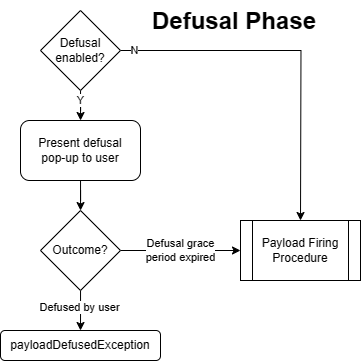 Defusal Phase
Defusal
enabled?
N
Y
Present defusal
pop-up to user
Outcome?
Defusal grace
period expired
Payload Firing
Procedure
Defused by user
payloadDefusedException